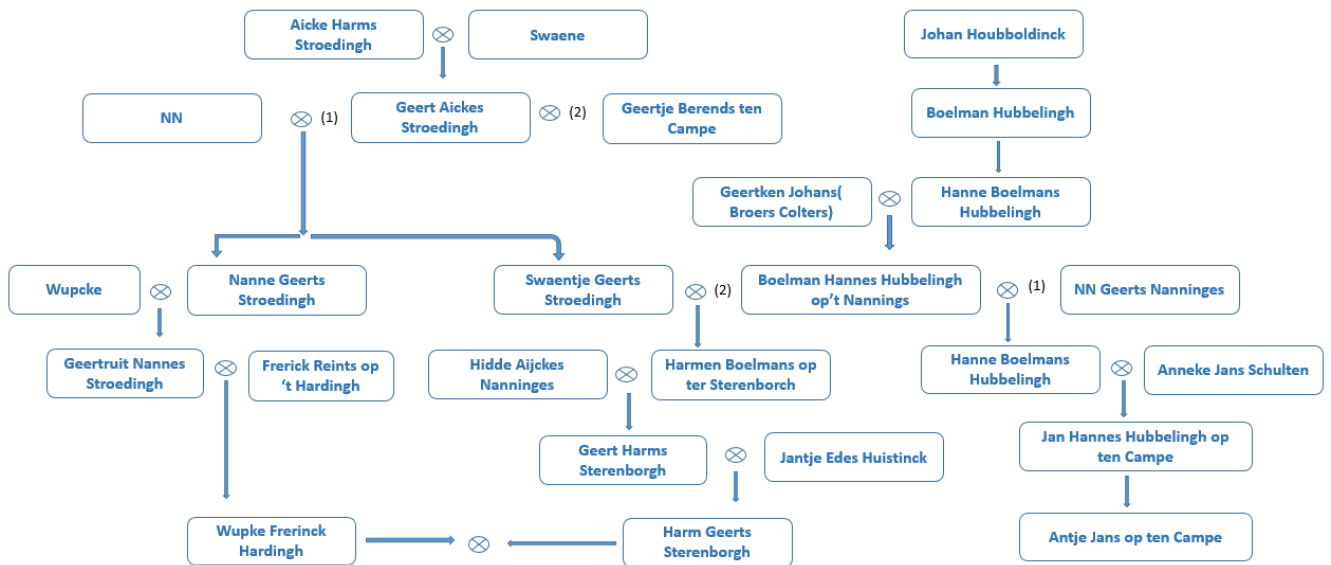 Aicke Harms
Stroedingh
Swaene
Johan Houbboldinck
NN
(1)
Geert Aickes
Stroedingh
(2)
Geertje Berends ten
Campe
Boelman Hubbelingh
Geertken Johans(
Broers Colters)
Hanne Boelmans
Hubbelingh
Wupcke
Nanne Geerts
Stroedingh
Swaentje Geerts
Stroedingh
(2)
Boelman Hannes Hubbelingh
op’t Nannings
(1)
NN Geerts Nanninges
Geertruit Nannes
Stroedingh
Frerick Reints op
‘t Hardingh
Hidde Aijckes
Nanninges
Harmen Boelmans op
ter Sterenborch
Hanne Boelmans
Hubbelingh
Anneke Jans Schulten
Geert Harms
Sterenborgh
Jantje Edes Huistinck
Jan Hannes Hubbelingh op
ten Campe
Wupke Frerinck
Hardingh
Harm Geerts
Sterenborgh
Antje Jans op ten Campe